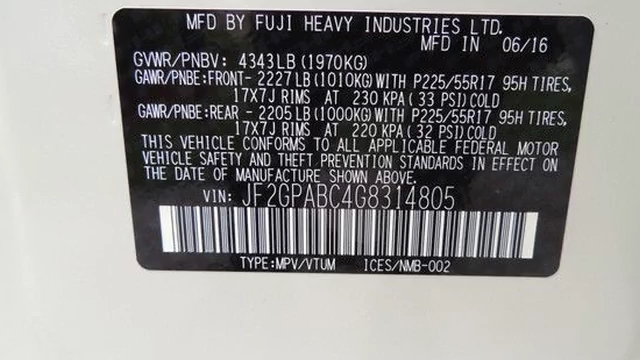 MFD BY FUJI HEAVY INDUSTRIES LTD.
MFD IN 06/16
GVWR/PNBV: 4343LB (1970KG)
GAWR/PNBE:FRONT- 2227LB(1010KG)WITH P225/55R17 95H TIRES,
17X7J RIMS AT 230 KPA(33 PSI)COLD
GAWR/PNBE:REAR - 2205LB(1000KG)WITH P225/55R17 95H TIRES,
17X7J RIMS AT 220 KPA(32 PSI)COLD
THIS VEHICLE CONFORMS TO ALL APPLICABLE FEDERAL MOTOR
VEHICLE SAFETY AND THEFT PREVENTION STANDARDS IN EFFECT ON
THE DATE OF MANUFACTURE SHOWN ABOVE.
VIN: JF2GPABC4G8314805
TYPE:MPV/VTUM ICES/NMB-002